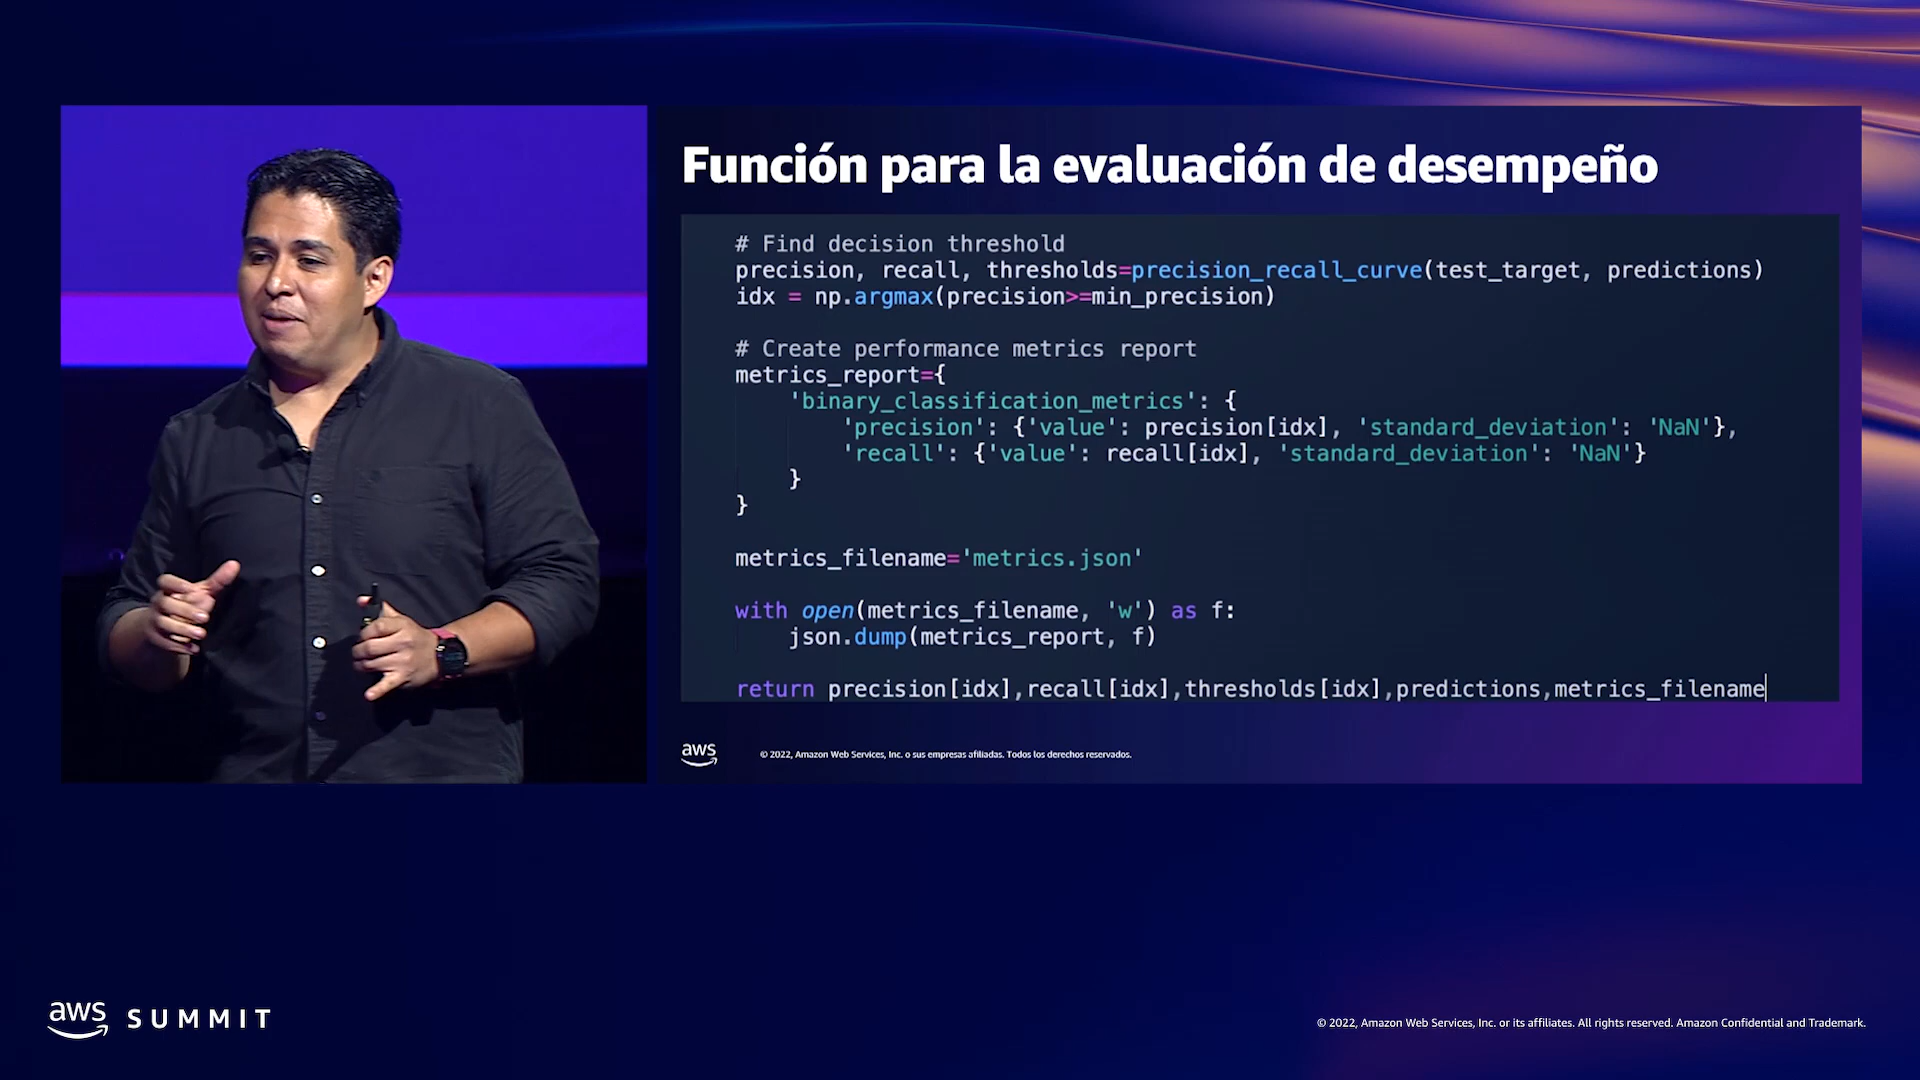 Función para la evaluación de desempeño
# Find decision threshold
precision, recall, thresholds=precision_recall_curve(test_target, predictions)
idx = np.argmax(precision>=min_precision)
# Create performance metrics report
metrics_report={
'binary_classification_metrics': {
'precision': {'value': precision[idx], 'standard_deviation': 'NaN'},
'recall': {'value': recall[idx], 'standard_deviation': 'NaN'}
}
}
metrics_filename='metrics.json'
with open(metrics_filename, 'w') as f:
json.dump(metrics_report, f)
return precision[idx],recall[idx],thresholds[idx],predictions,metrics_filename
aws
© 2022, Amazon Web Services, Inc. o sus empresas afiliadas. Todos los derechos reservados.
aws SUMMIT
© 2022, Amazon Web Services, Inc. or its affiliates. All rights reserved. Amazon Confidential and Trademark.